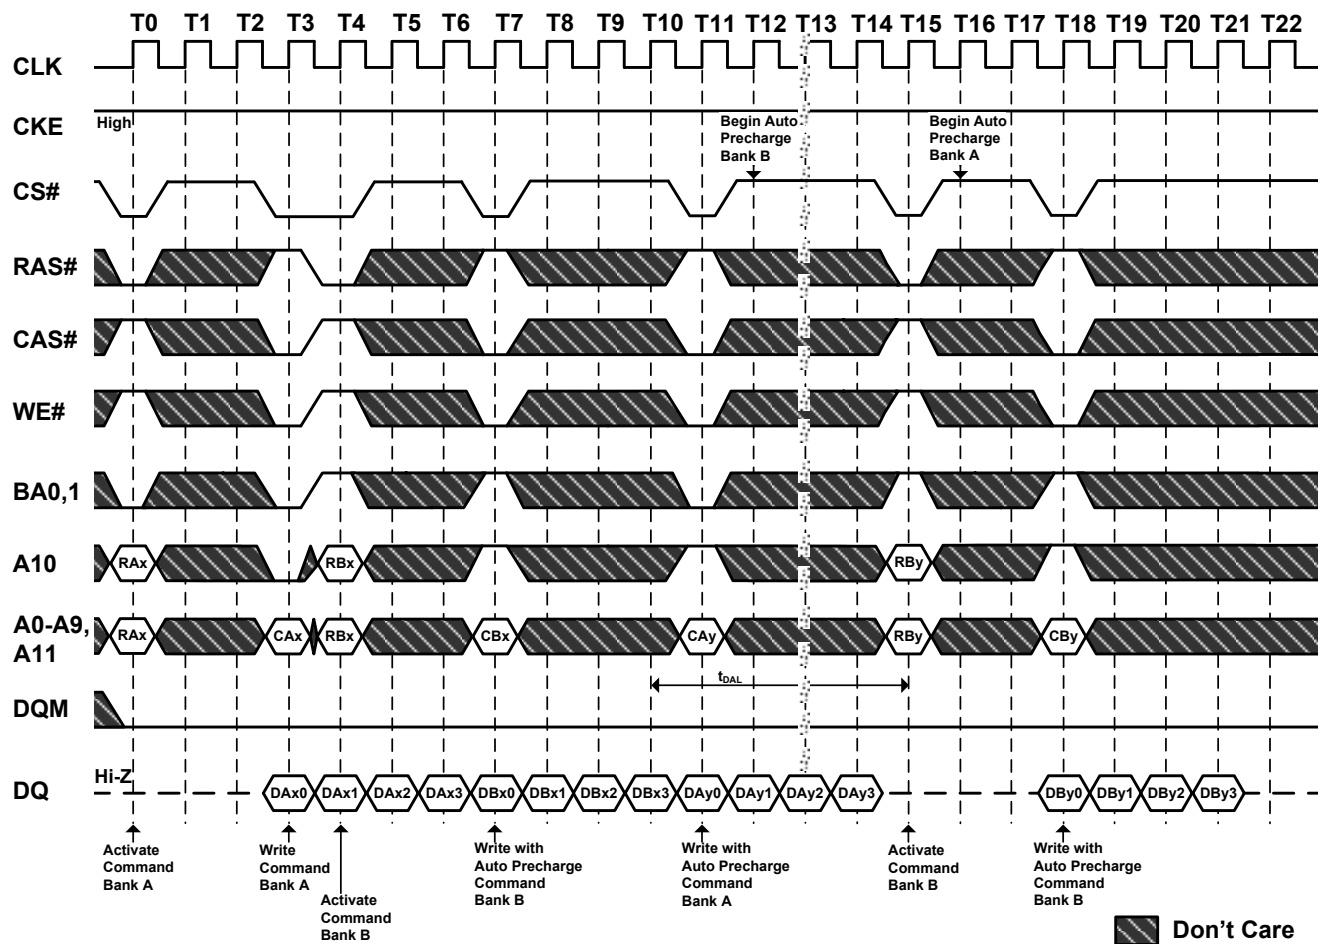 T0 T1 T2 T3 T4 T5 T6 T7 T8 T9 T10 T11 T12 T13 T14 T15 T16 T17 T18 T19 T20 T21 T22
CLK
CKE
High
Begin Auto
Precharge
Bank B
Begin Auto
Precharge
Bank A
CS#
RAS#
CAS#
WE#
BA0,1
A10
RAx RBx RBy
A0-A9,
A11
RAx CAx RBx CBx CAy RBy CBy
tDAL
DQM
Hi-Z
DQ
DAx0 DAx1 DAx2 DAx3 DBx0 DBx1 DBx2 DBx3 DAy0 DAy1 DAy2 DAy3 DBy0 DBy1 DBy2 DBy3
Activate
Command
Bank A
Write
Command
Bank A
Activate
Command
Bank B
Write with
Auto Precharge
Command
Bank B
Write with
Auto Precharge
Command
Bank A
Activate
Command
Bank B
Write with
Auto Precharge
Command
Bank B
Don't Care